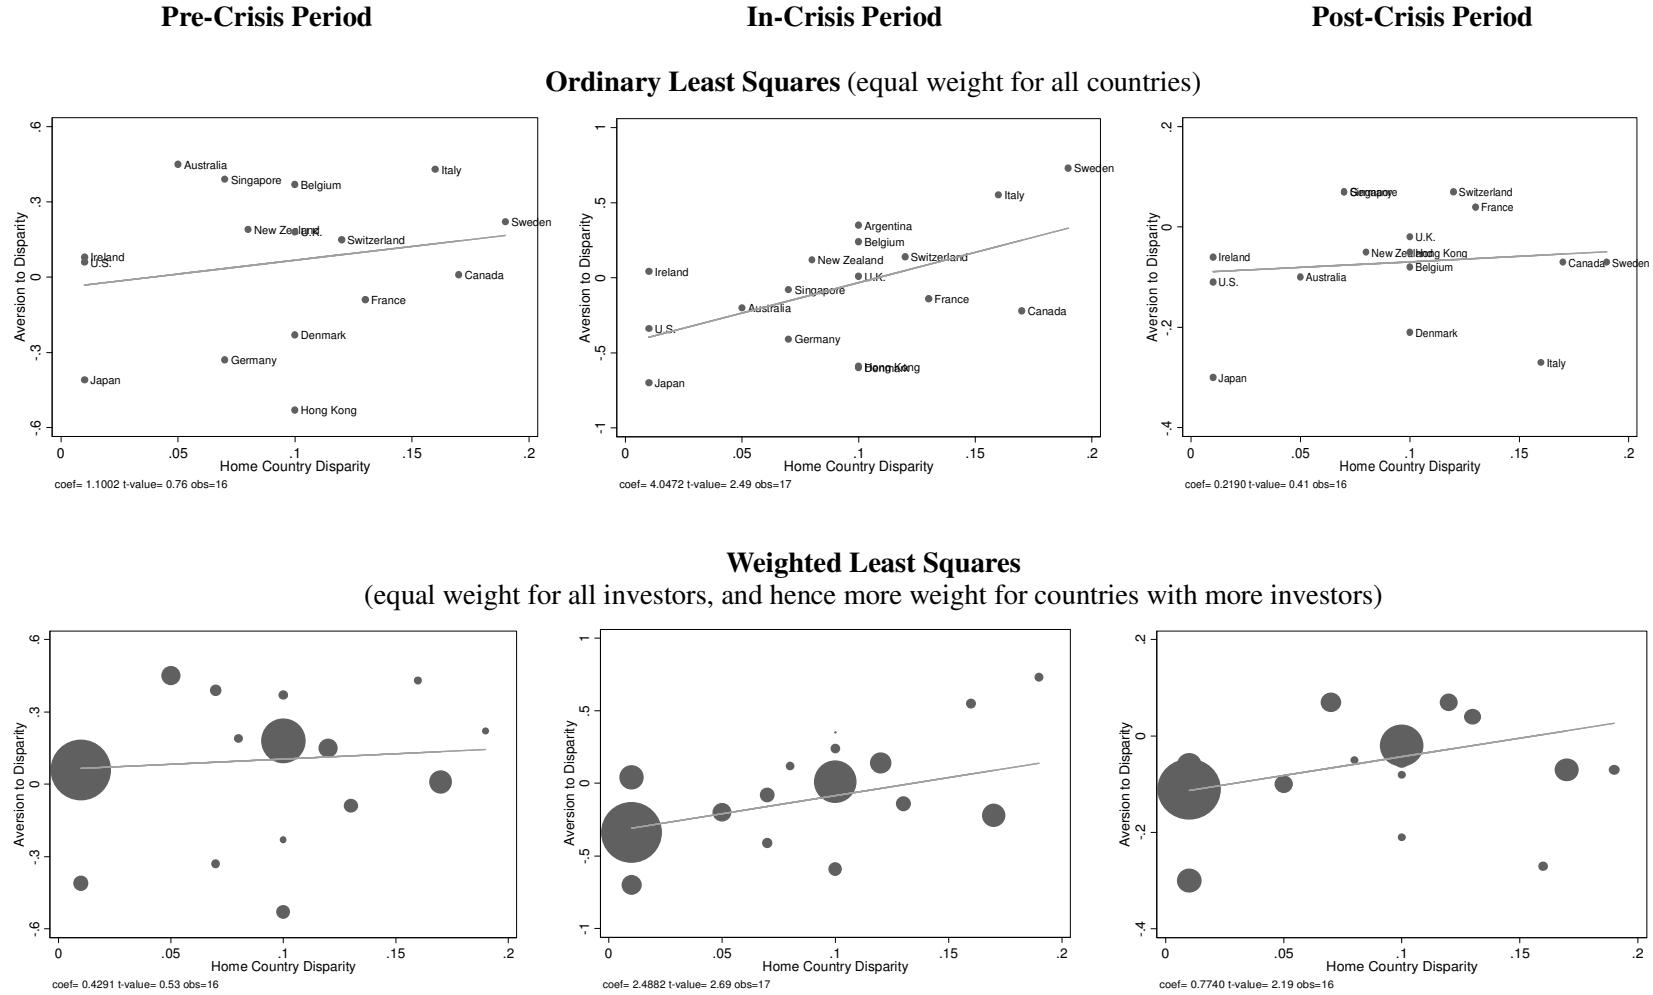 Pre-Crisis Period In-Crisis Period Post-Crisis Period
Ordinary Least Squares (equal weight for all countries)
.6
.3
0
-.3
-.6
Aversion to Disparity
Australia
Singapore
Belgium
Italy
Sweden
New Zealand
U.K.
Switzerland
Ireland
U.S.
Canada
France
Denmark
Germany
Japan
Hong Kong
0 .05 .1 .15 .2
Home Country Disparity
coef= 1.1002 t-value= 0.76 obs=16
1
.5
0
-.5
-1
Aversion to Disparity
Sweden
Italy
Argentina
Belgium
New Zealand
Switzerland
Ireland
U.K.
Singapore
France
Australia
Canada
U.S.
Germany
Hong Kong
Denmark
Japan
0 .05 .1 .15 .2
Home Country Disparity
coef= 4.0472 t-value= 2.49 obs=17
.2
0
-.2
-.4
Aversion to Disparity
Singapore
Germany
Switzerland
France
U.K.
New Zealand
Hong Kong
Ireland
Belgium
Canada
Sweden
U.S.
Australia
Denmark
Italy
Japan
0 .05 .1 .15 .2
Home Country Disparity
coef= 0.2190 t-value= 0.41 obs=16
Weighted Least Squares
(equal weight for all investors, and hence more weight for countries with more investors)
.6
.3
0
-.3
-.6
Aversion to Disparity
0 .05 .1 .15 .2
Home Country Disparity
coef= 0.4291 t-value= 0.53 obs=16
1
.5
0
-.5
-1
Aversion to Disparity
0 .05 .1 .15 .2
Home Country Disparity
coef= 2.4882 t-value= 2.69 obs=17
.2
0
-.2
-.4
Aversion to Disparity
0 .05 .1 .15 .2
Home Country Disparity
coef= 0.7740 t-value= 2.19 obs=16